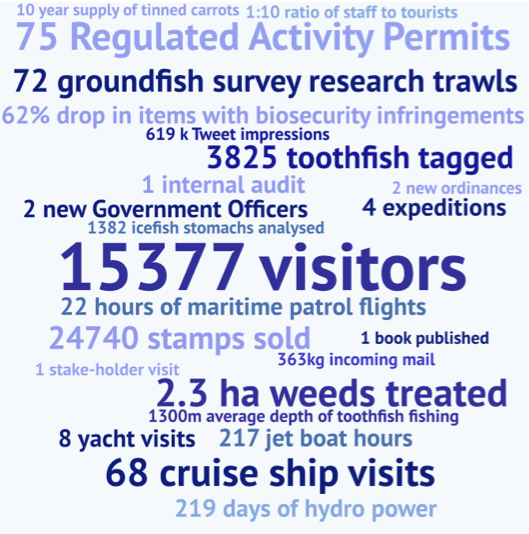 10 year supply of tinned carrots
1:10 ratio of staff to tourists
75 Regulated Activity Permits
72 groundfish survey research trawls
62% drop in items with biosecurity infringements
619 k Tweet impressions
3825 toothfish tagged
1 internal audit
2 new ordinances
2 new Government Officers
4 expeditions
1382 icefish stomachs analysed
15377 visitors
22 hours of maritime patrol flights
24740 stamps sold
1 book published
363kg incoming mail
1 stake-holder visit
2.3 ha weeds treated
1300m average depth of toothfish fishing
8 yacht visits
217 jet boat hours
68 cruise ship visits
219 days of hydro power